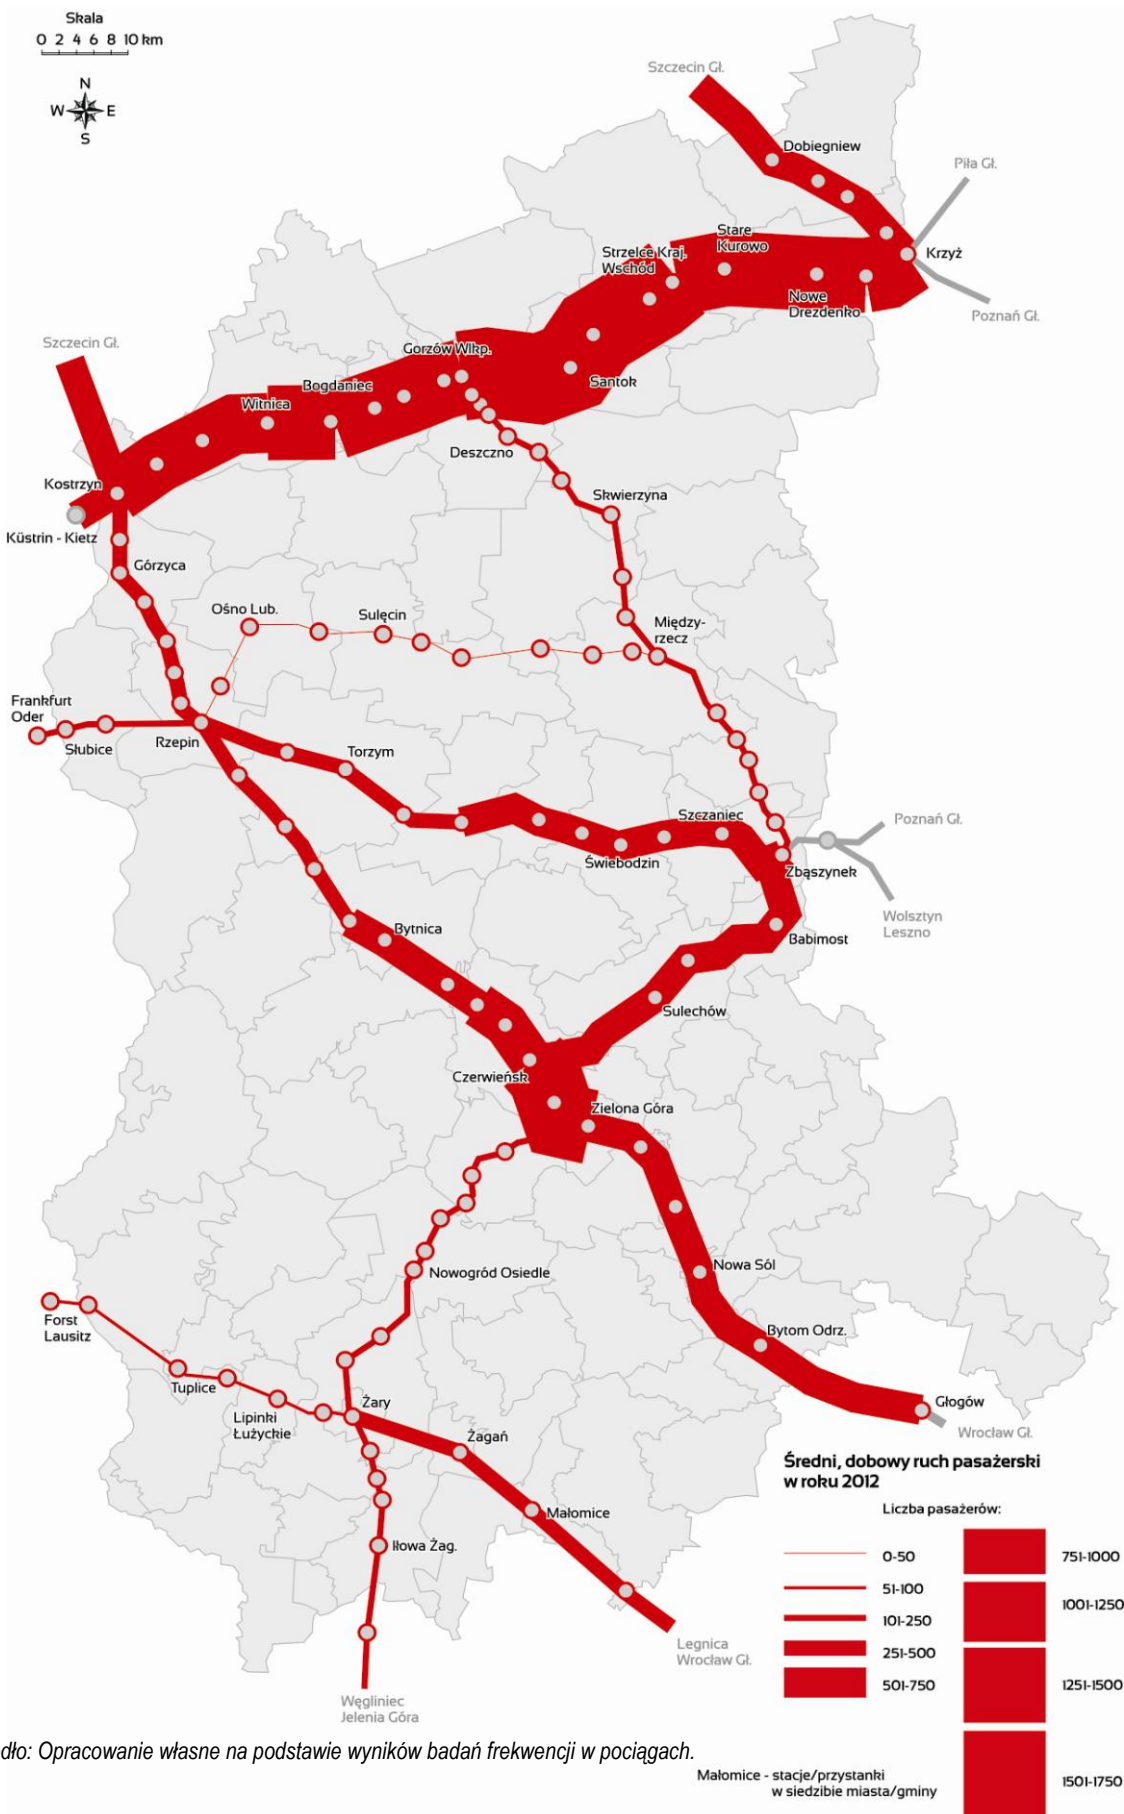 Skala
0 2 4 6 8 10 km
N
W E
S
Szczecin Gł.
Dobiegniew
Piła Gł.
Stare
Kurowo
Strzelce Kraj.
Wschód
Krzyż
Nowe
Drezdenko
Poznań Gł.
Szczecin Gł.
Gorzów Wlkp.
Bogdaniec
Santok
Witnica
Deszczno
Kostrzyn
Skwierzyna
Küstrin - Kietz
Górzyca
Ośno Lub.
Sulęcin
Między-
rzecz
Frankfurt
Oder
Słubice
Rzepin
Torzym
Szczaniec
Poznań Gł.
Świebodzin
Zbąszynek
Wolsztyn
Leszno
Bytnica
Babimost
Sulechów
Czerwieńsk
Zielona Góra
Nowa Sól
Nowogród Osiedle
Forst
Lausitz
Bytom Odrz.
Tuplice
Lipinki
Łużyckie
Żary
Żagań
Głogów
Wrocław Gł.
Małomice
Iłowa Żag.
Legnica
Wrocław Gł.
Węgliniec
Jelenia Góra
Średni, dobowy ruch pasażerski
w roku 2012
Liczba pasażerów:
0-50
51-100
101-250
251-500
501-750
751-1000
1001-1250
1251-1500
1501-1750
dło: Opracowanie własne na podstawie wyników badań frekwencji w pociągach.
Małomice - stacje/przystanki
w siedzibie miasta/gminy